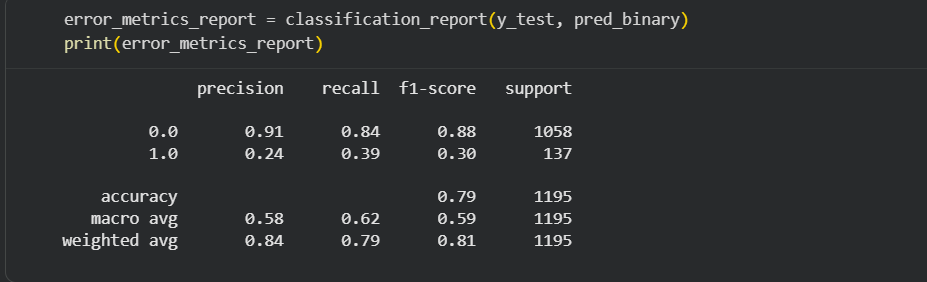 error_metrics_report = classification_report(y_test, pred_binary)
print(error_metrics_report)
precision recall f1-score support
0.0 0.91 0.84 0.88 1058
1.0 0.24 0.39 0.30 137
accuracy 0.79 1195
macro avg 0.58 0.62 0.59 1195
weighted avg 0.84 0.79 0.81 1195